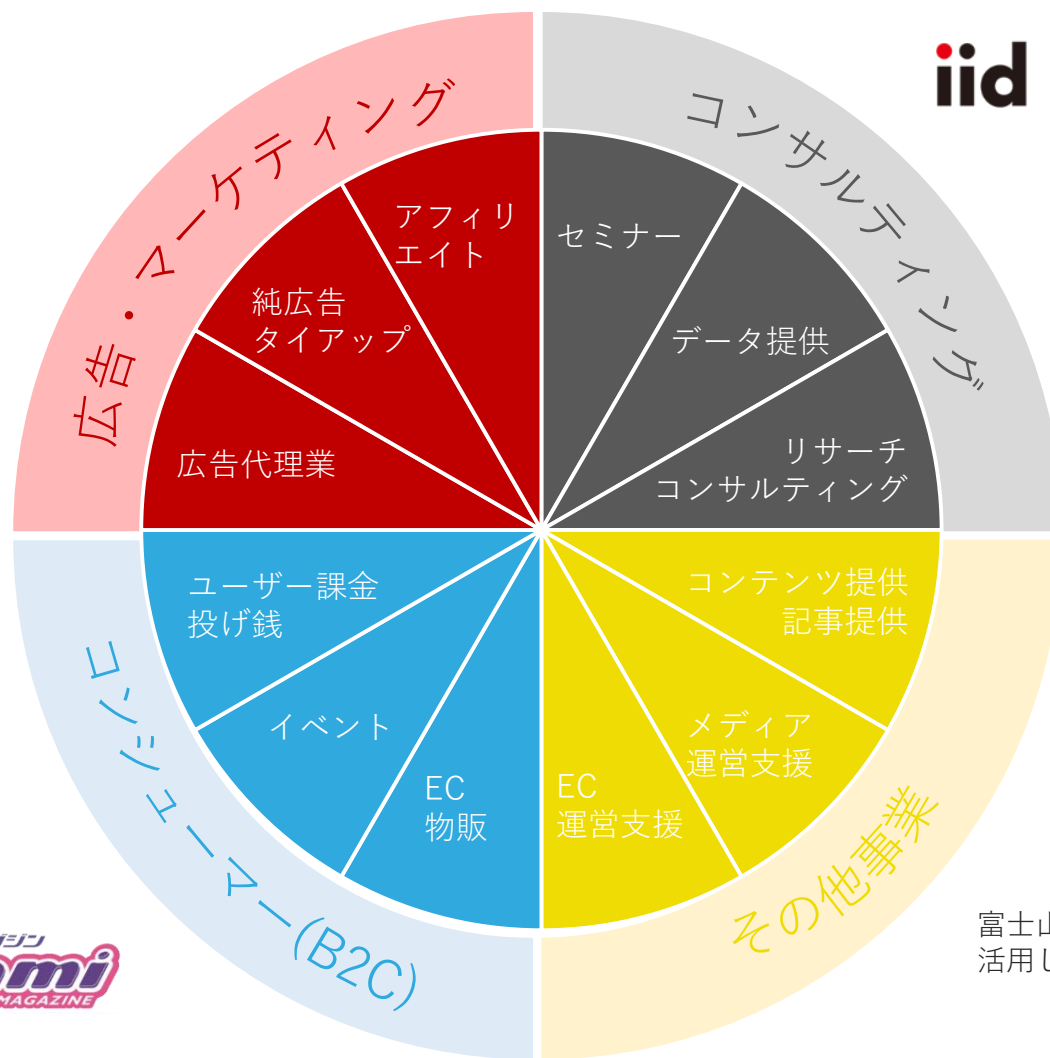 iid
広告・マーケティング
コンサルティング
アフィリ
エイト
純広告
タイアップ
広告代理業
セミナー
データ提供
リサーチ
コンサルティング
ユーザー課金
投げ銭
イベント
EC
物販
コンテンツ提供
記事提供
メディア
運営支援
EC
運営支援
コンシューマー(B2C)
その他事業
ガジン
omi
MAGAZINE
富士山
活用し